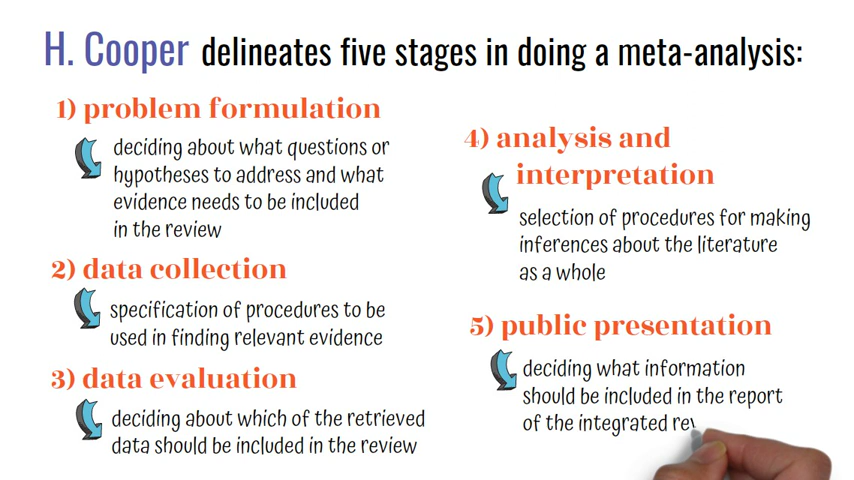 H. Cooper delineates five stages in doing a meta-analysis:
1) problem formulation
deciding about what questions or
hypotheses to address and what
evidence needs to be included
in the review
2) data collection
specification of procedures to be
used in finding relevant evidence
3) data evaluation
deciding about which of the retrieved
data should be included in the review
4) analysis and
interpretation
selection of procedures for making
inferences about the literature
as a whole
5) public presentation
deciding what information
should be included in the report
of the integrated